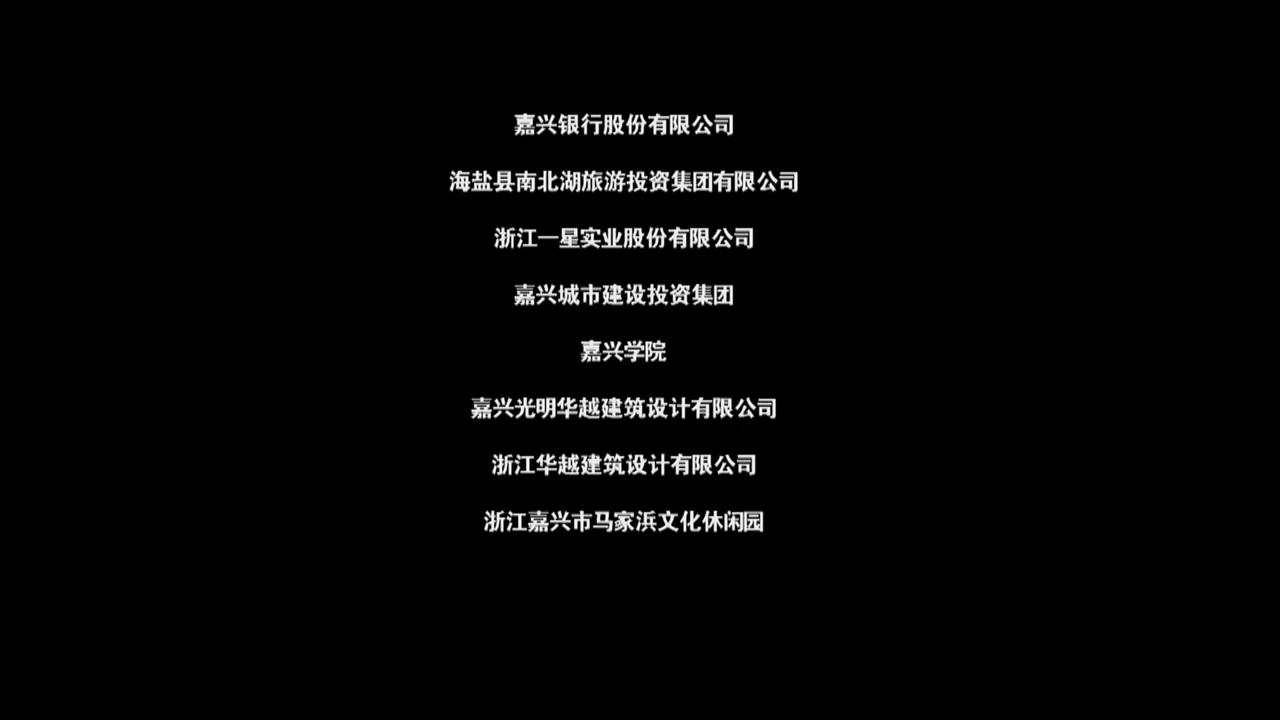 嘉兴银行股份有限公司
海盐县南北湖旅游投资集团有限公司
浙江一星实业股份有限公司
嘉兴城市建设投资集团
嘉兴学院
嘉兴光明华越建筑设计有限公司
浙江华越建筑设计有限公司
浙江嘉兴市马家浜文化休闲园